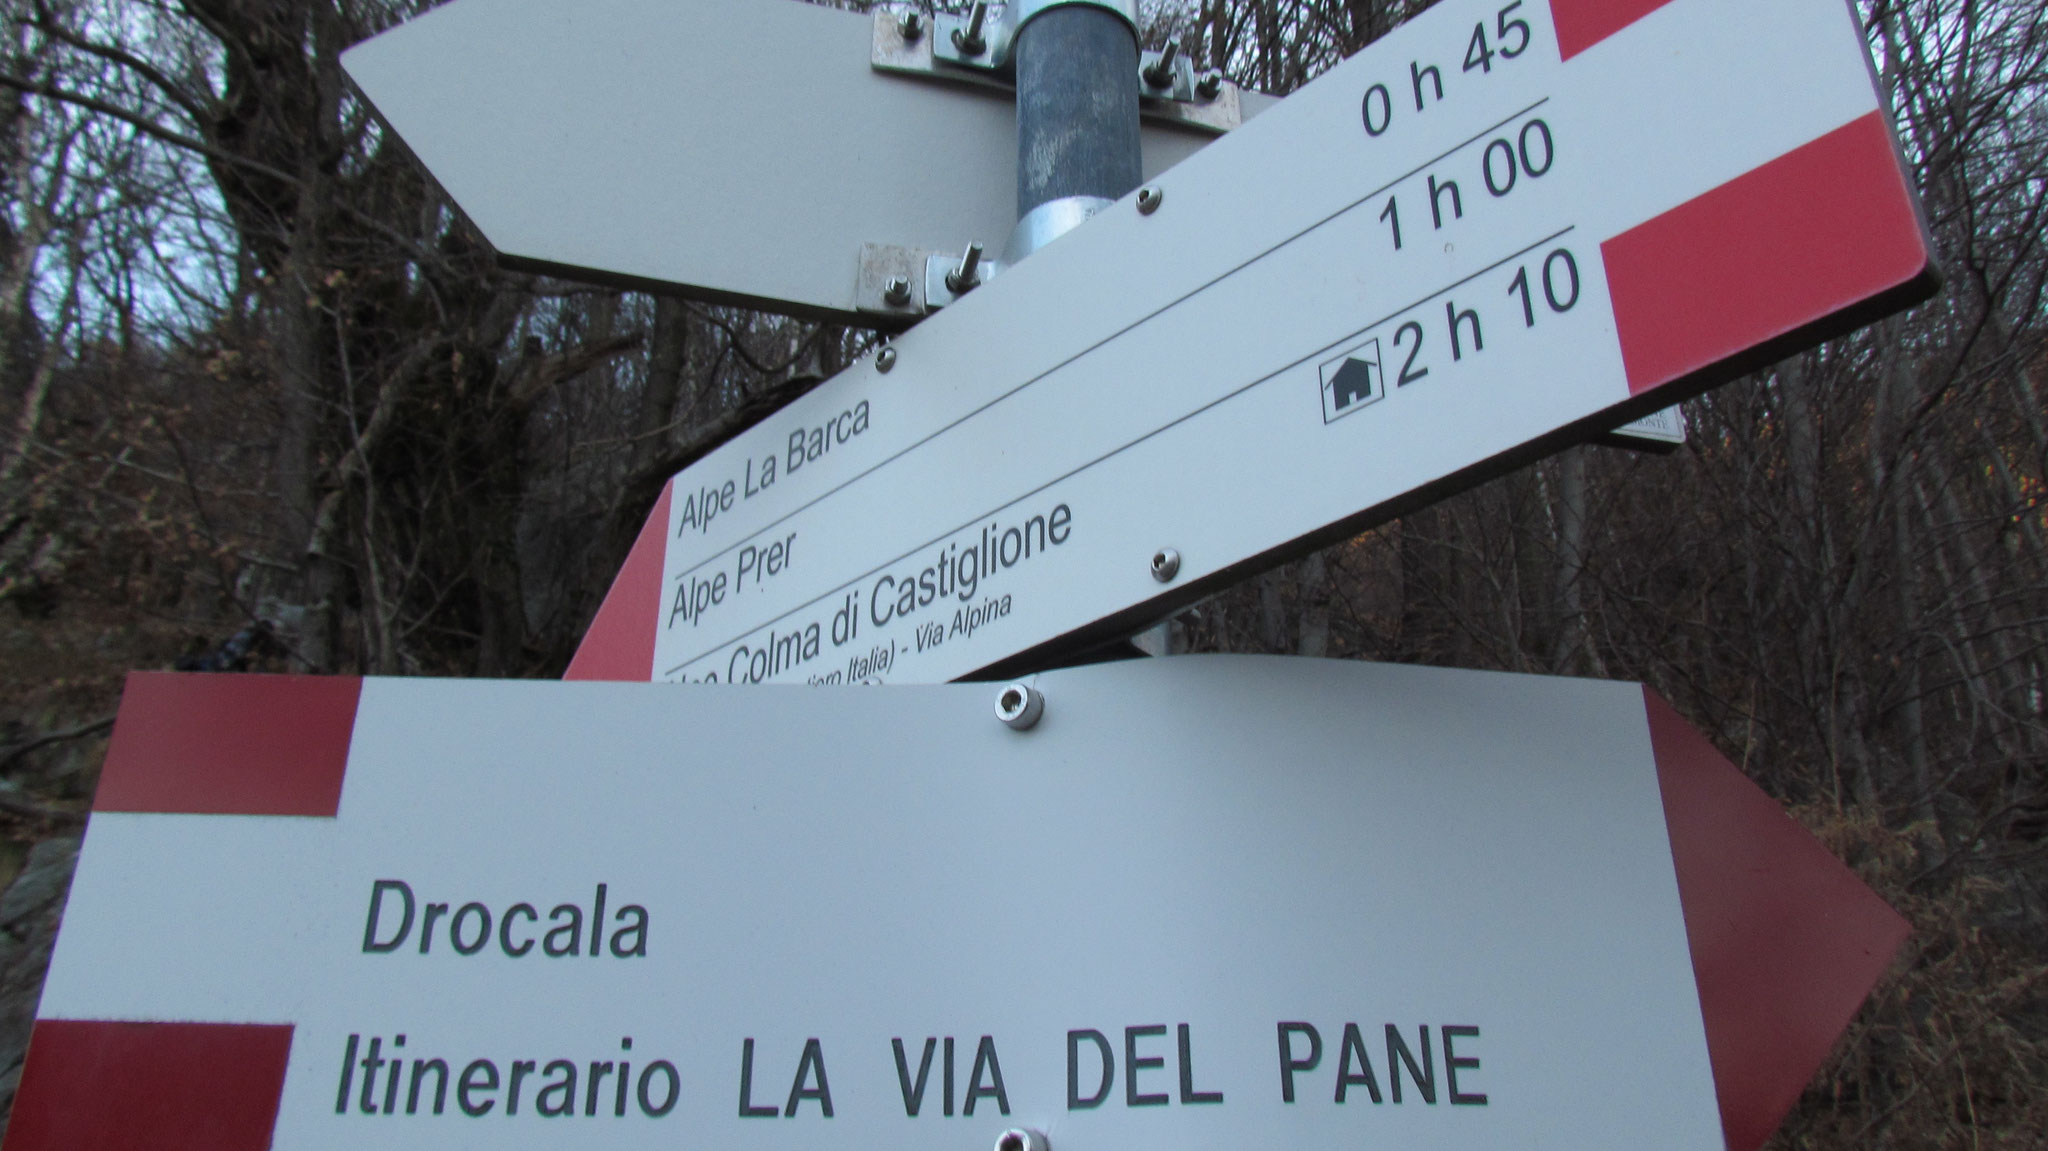 Alpe La Barca 0 h 45
Alpe Prer 1 h 00
Colma di Castiglione 2 h 10
Italia) - Via Alpina
Drocala
Itinerario LA VIA DEL PANE